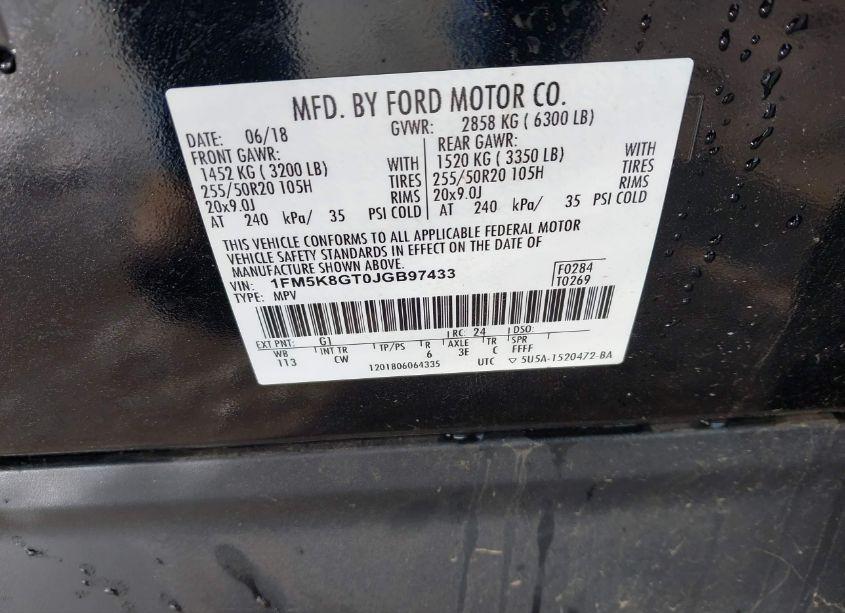 MFD. BY FORD MOTOR CO.
DATE: 06/18 GVWR: 2858 KG ( 6300 LB)
FRONT GAWR: REAR GAWR:
1452 KG ( 3200 LB) WITH 1520 KG ( 3350 LB) WITH
255/50R20 105H TIRES 255/50R20 105H TIRES
20x9.0J RIMS 20x9.0J RIMS
AT 240 kPa/ 35 PSI COLD AT 240 kPa/ 35 PSI COLD
THIS VEHICLE CONFORMS TO ALL APPLICABLE FEDERAL MOTOR
VEHICLE SAFETY STANDARDS IN EFFECT ON THE DATE OF
MANUFACTURE SHOWN ABOVE.
VIN: 1FM5K8GT0JGB97433 F0284
TYPE: MPV T0269
EXT PNT: G1 RC: 24 DSO:
WB INT TR TP/PS R AXLE TR SPR
113 CW 6 3E C FFFF
1201806064335 UTC ▽ 5U5A-1520472-BA